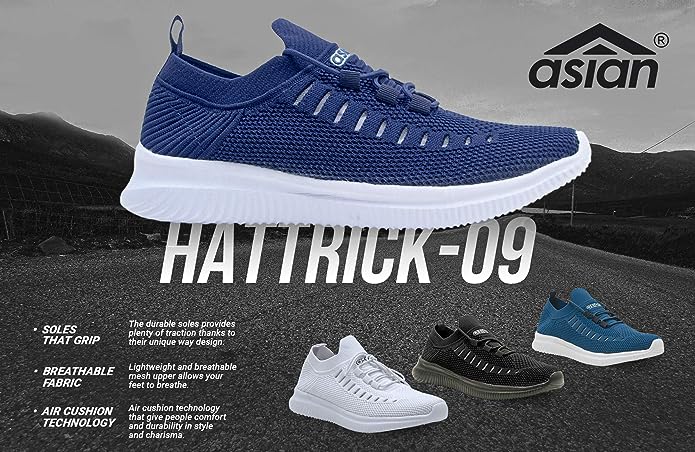 asian®
asian
HATTRICK-09
• SOLES
THAT GRIP
The durable soles provides
plenty of traction thanks to
their unique way design.
• BREATHABLE
FABRIC
Lightweight and breathable
mesh upper allows your
feet to breathe.
• AIR CUSHION
TECHNOLOGY
Air cushion technology
that give people comfort
and durability in style
and charisma.